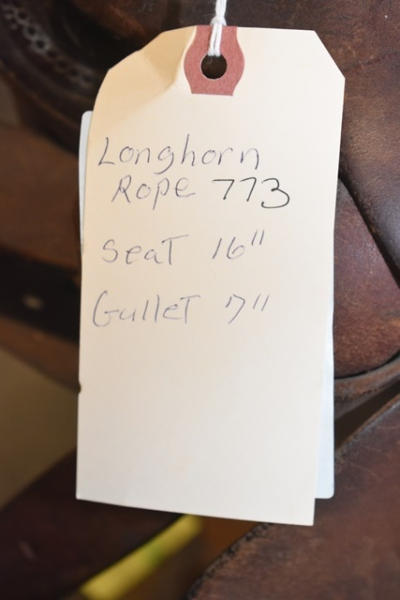 Longhorn
Rope 773
Seat 16"
Gullet 7"